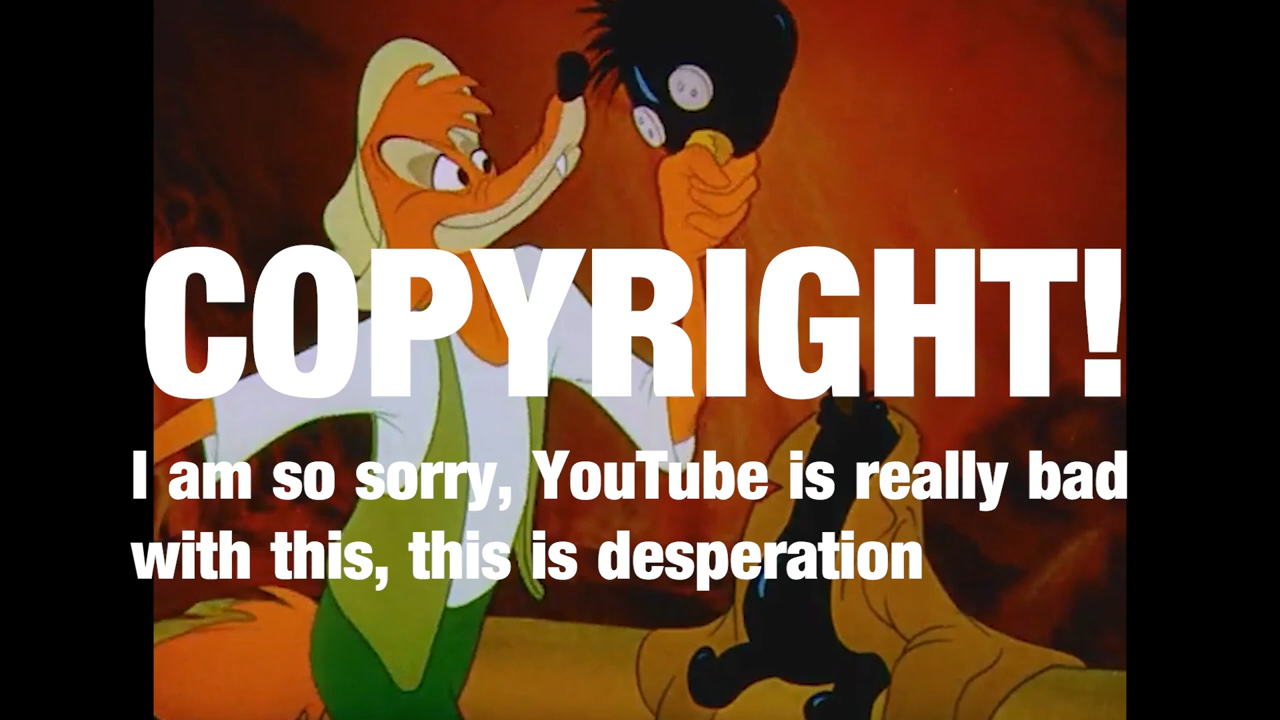 COPYRIGHT!
I am so sorry, YouTube is really bad
with this, this is desperation